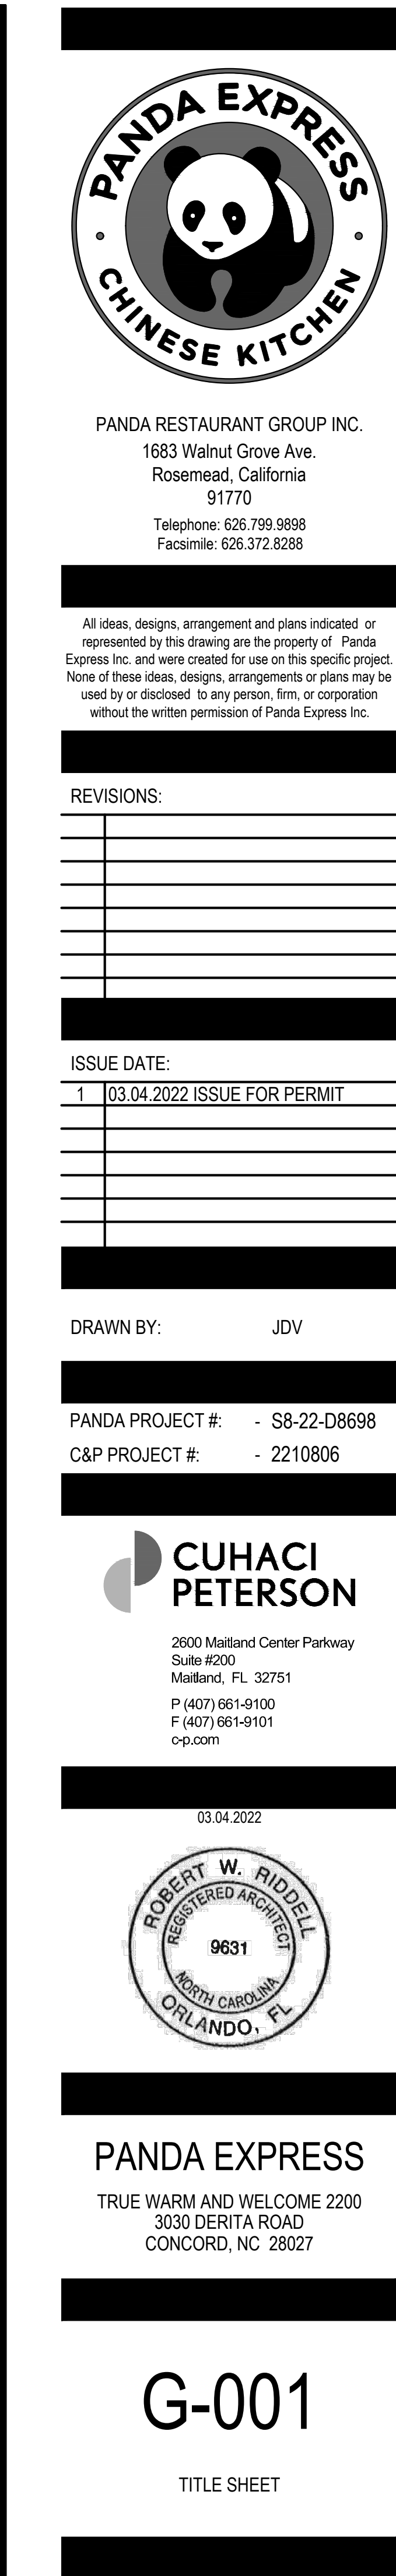 PANDA EXPRESS
CHINESE KITCHEN
PANDA RESTAURANT GROUP INC.
1683 Walnut Grove Ave.
Rosemead, California
91770
Telephone: 626.799.9898
Facsimile: 626.372.8288
All ideas, designs, arrangement and plans indicated or
represented by this drawing are the property of Panda
Express Inc. and were created for use on this specific project.
None of these ideas, designs, arrangements or plans may be
used by or disclosed to any person, firm, or corporation
without the written permission of Panda Express Inc.
REVISIONS:
ISSUE DATE:
1 03.04.2022 ISSUE FOR PERMIT
DRAWN BY: JDV
PANDA PROJECT #: - S8-22-D8698
C&P PROJECT #: - 2210806
CUHACI
PETERSON
2600 Maitland Center Parkway
Suite #200
Maitland, FL 32751
P (407) 661-9100
F (407) 661-9101
c-p.com
03.04.2022
ROBERT W. RIDDELL
REGISTERED ARCHITECT
9631
NORTH CAROLINA
ORLANDO, FL
PANDA EXPRESS
TRUE WARM AND WELCOME 2200
3030 DERITA ROAD
CONCORD, NC 28027
G-001
TITLE SHEET